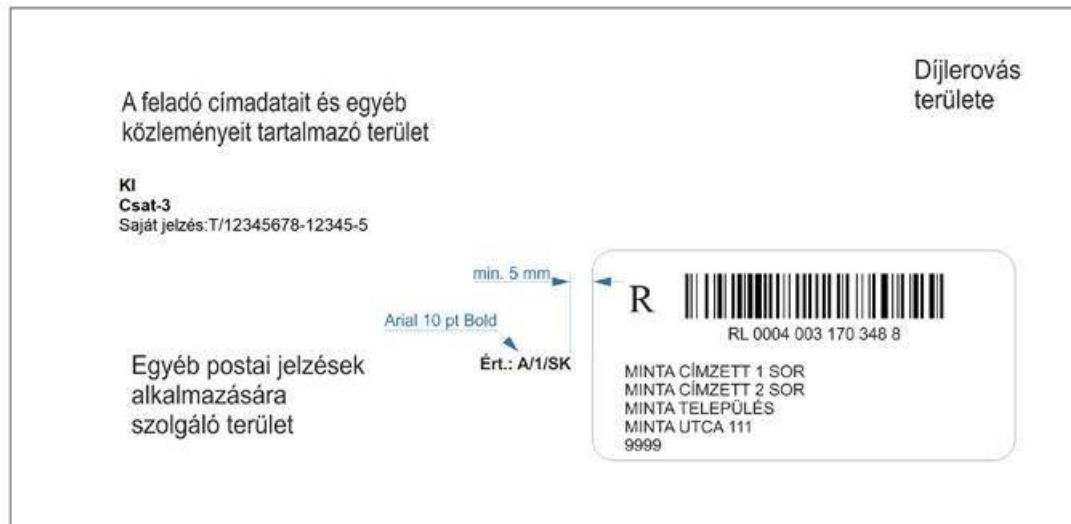 A feladó címadatait és egyéb
közleményeit tartalmazó terület
Díjlerovás
területe
KI
Csat-3
Saját jelzés:T/12345678-12345-5
min. 5 mm
Arial 10 pt Bold
Ért.: A/1/SK
Egyéb postai jelzések
alkalmazására
szolgáló terület
R
RL 0004 003 170 348 8
MINTA CÍMZETT 1 SOR
MINTA CÍMZETT 2 SOR
MINTA TELEPÜLÉS
MINTA UTCA 111
9999